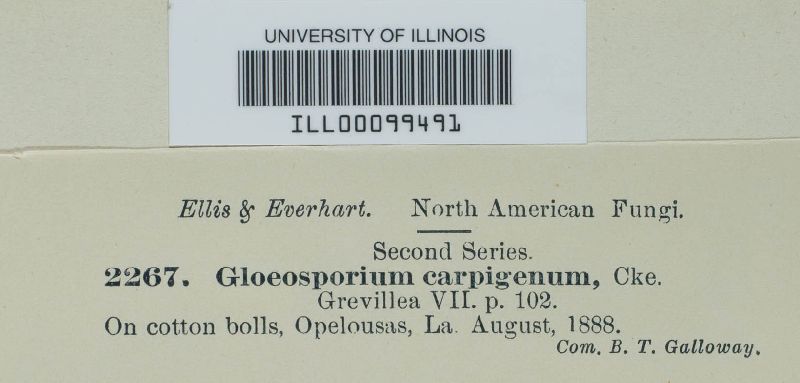 UNIVERSITY OF ILLINOIS
ILL00099491
Ellis & Everhart. North American Fungi.
Second Series.
2267. Gloeosporium carpigenum, Cke.
Grevillea VII. p. 102.
On cotton bolls, Opelousas, La. August, 1888.
Com. B. T. Galloway.